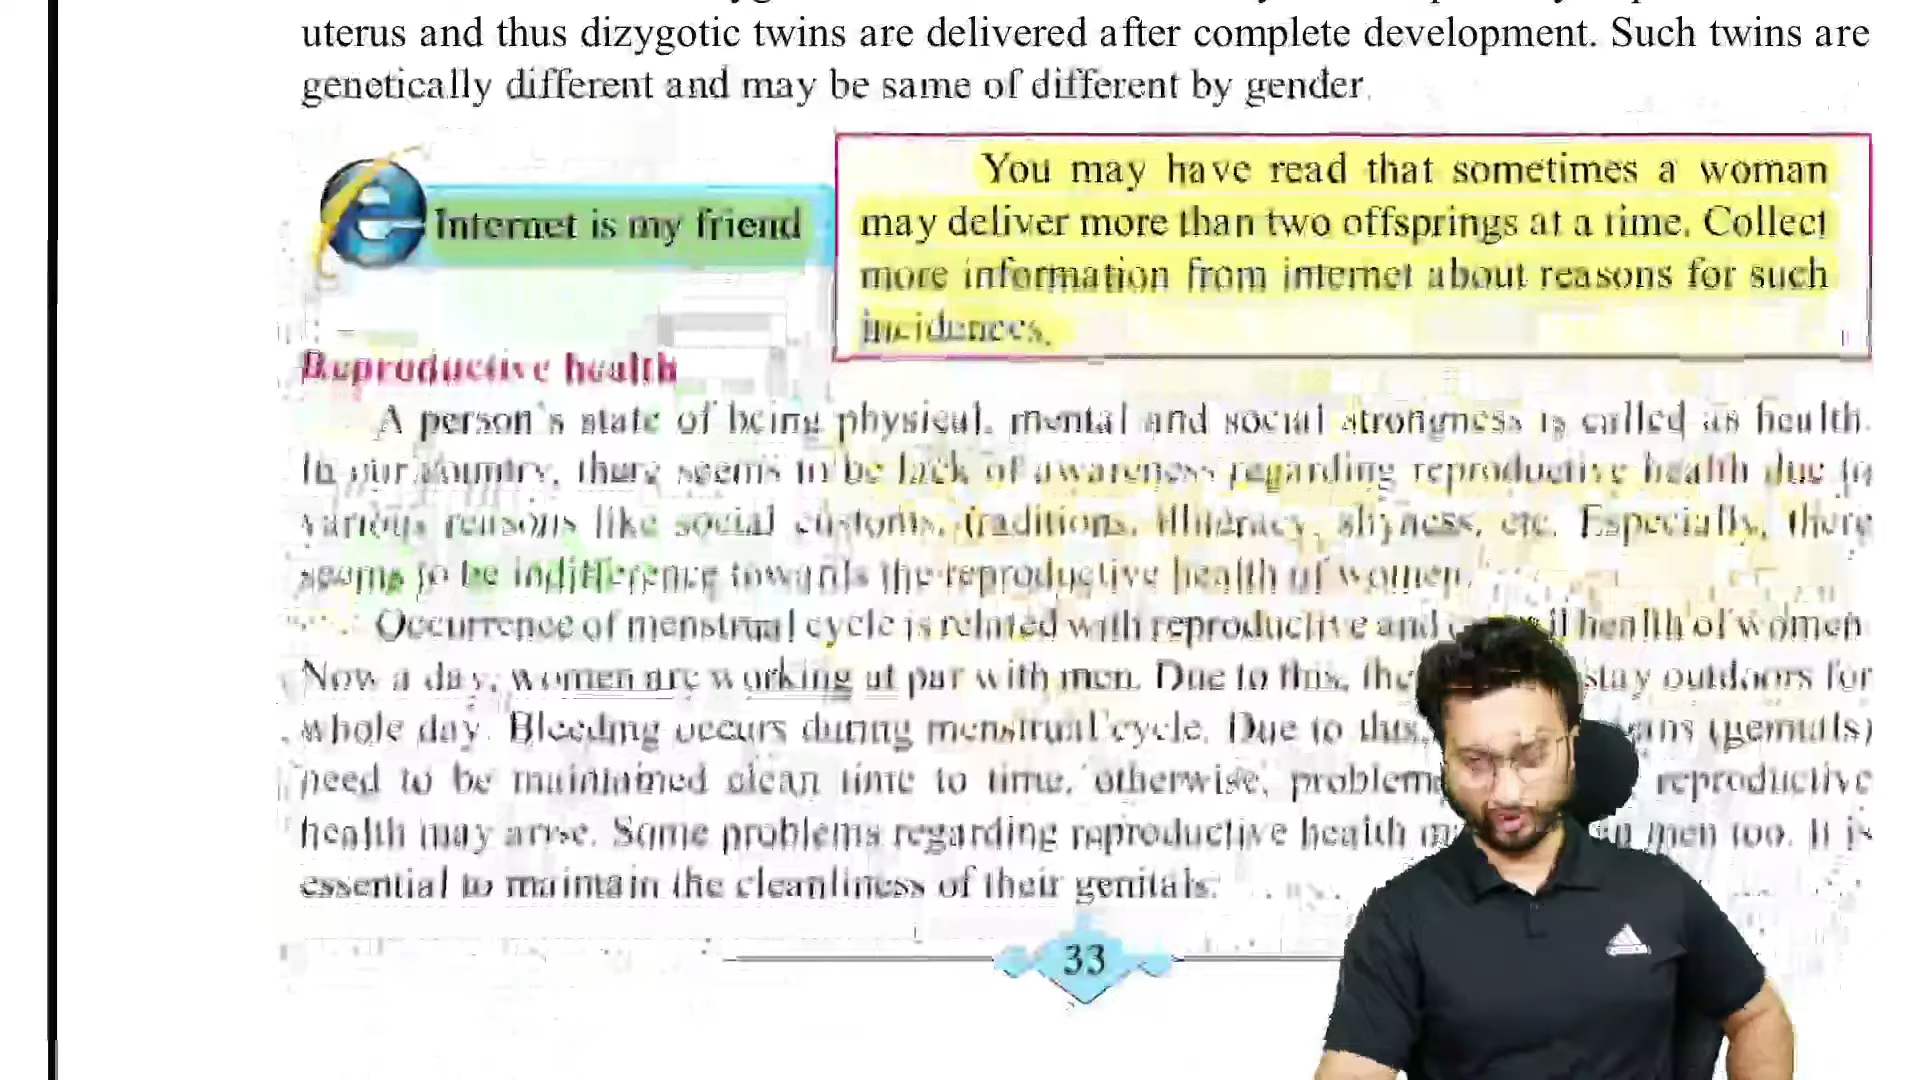 uterus and thus dizygotic twins are delivered after complete development. Such twins are
genetically different and may be same of different by gender.
Internet is my friend
You may have read that sometimes a woman
may deliver more than two offsprings at a time. Collect
more information from internet about reasons for such
incidences.
Reproductive health
A person's state of being physical, mental and social strongness is called as health.
In our country, there seems to be lack of awareness regarding reproductive health due to
various reasons like social customs, traditions, illiteracy, shyness, etc. Especially, there
seems to be indifference towards the reproductive health of women.
Occurrence of menstrual cycle is related with reproductive and health of women
Now a day, women are working at par with men. Due to this, stay outdoors for
whole day. Bleeding occurs during menstrual cycle. Due to this, (genitals)
need to be maintained clean time to time, otherwise, reproductive
health may arise. Some problems regarding reproductive health men too. It is
essential to maintain the cleanliness of their genitals.
33